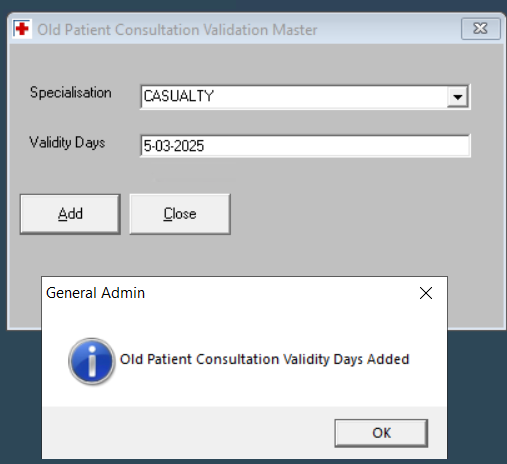 Old Patient Consultation Validation Master
Specialisation CASUALTY
Validity Days 5-03-2025
Add Close
General Admin
Old Patient Consultation Validity Days Added
OK